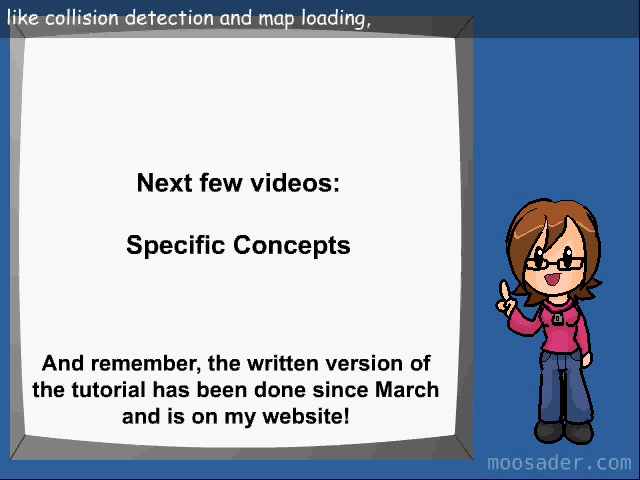 like collision detection and map loading,
Next few videos:
Specific Concepts
And remember, the written version of
the tutorial has been done since March
and is on my website!
moosader.com